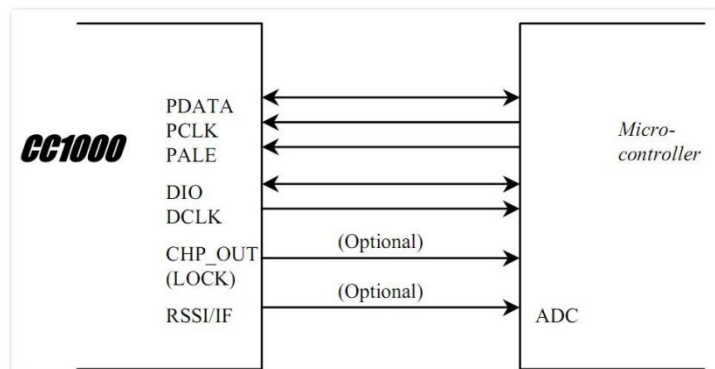 PDATA
PCLK
CC1000
PALE
Micro-
controller
DIO
DCLK
CHP_OUT
(Optional)
(LOCK)
(Optional)
RSSI/IF
ADC